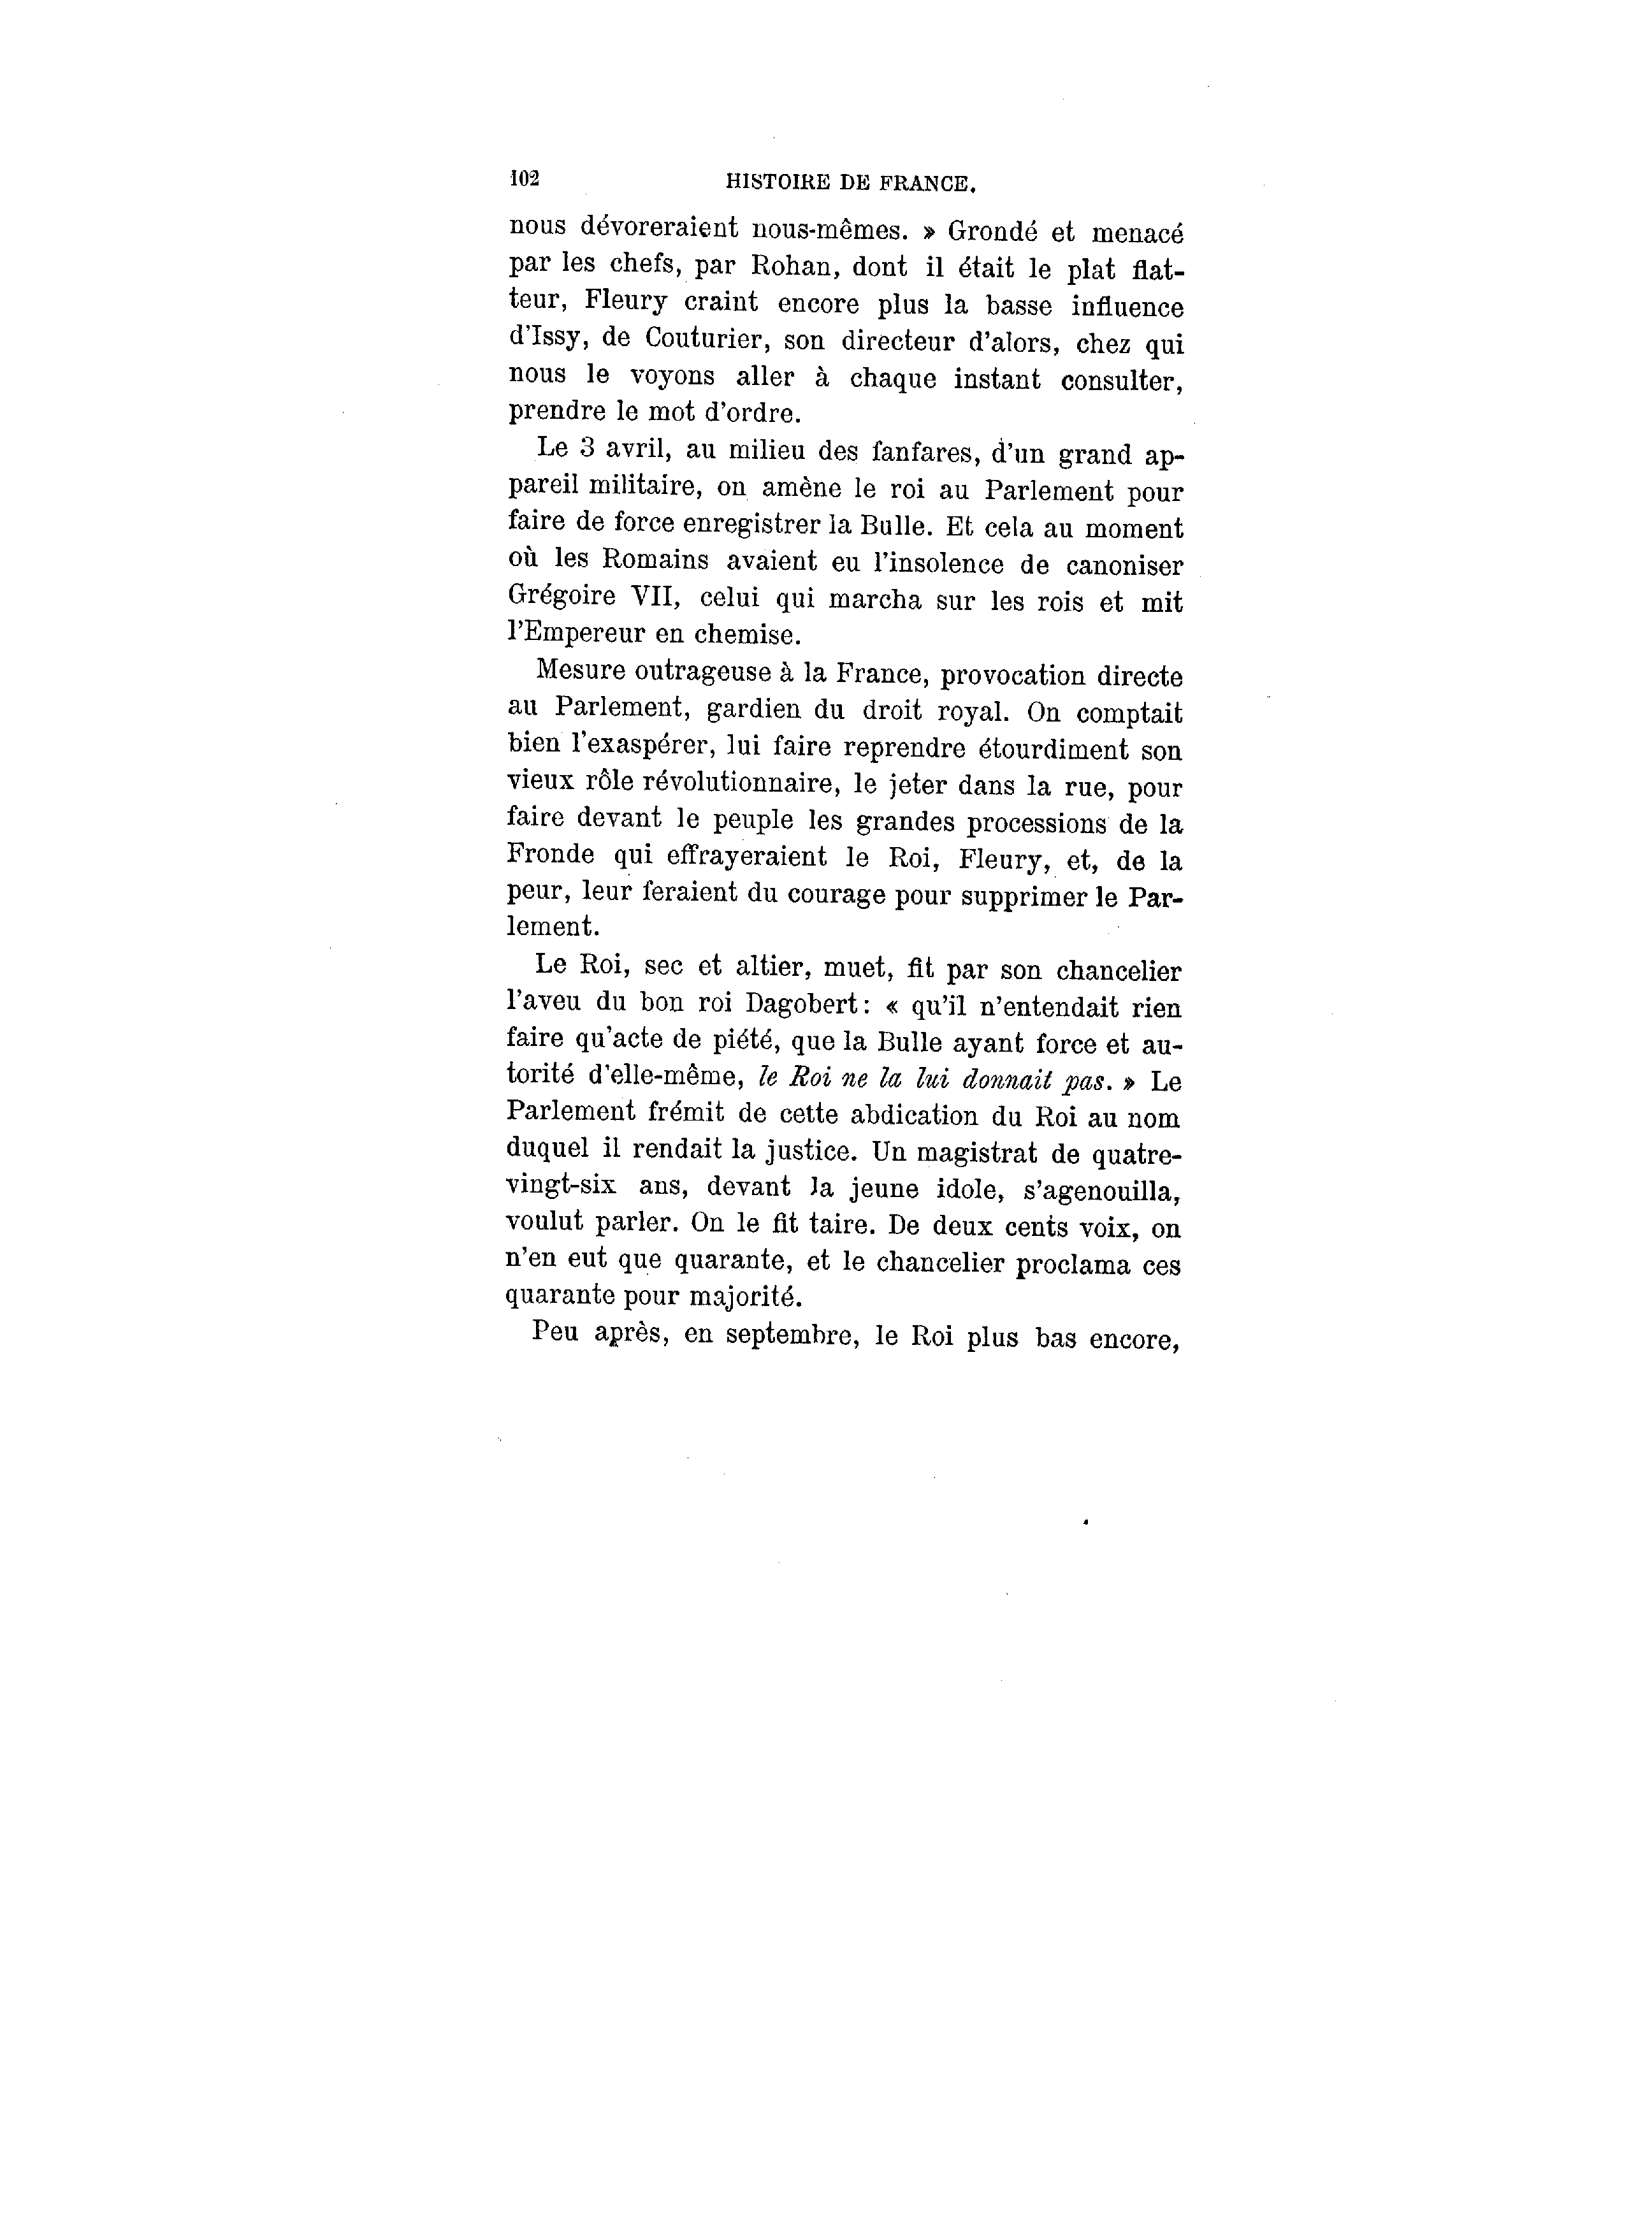 102
HISTOIRE DE FRANCE.
nous dévoreraient nous-mêmes. » Grondé et menacé
par les chefs, par Rohan, dont il était le plat flat-
teur, Fleury craint encore plus la basse influence
d'Issy, de Couturier, son directeur d'alors, chez qui
nous le voyons aller à chaque instant consulter,
prendre le mot d'ordre.
Le 3 avril, au milieu des fanfares, d'un grand ap-
pareil militaire, on amène le roi au Parlement pour
faire de force enregistrer la Bulle. Et cela au moment
où les Romains avaient eu l'insolence de canoniser
Grégoire VII, celui qui marcha sur les rois et mit
l'Empereur en chemise.
Mesure outrageuse à la France, provocation directe
au Parlement, gardien du droit royal. On comptait
bien l'exaspérer, lui faire reprendre étourdiment son
vieux rôle révolutionnaire, le jeter dans la rue, pour
faire devant le peuple les grandes processions de la
Fronde qui effrayeraient le Roi, Fleury, et, de la
peur, leur feraient du courage pour supprimer le Par-
lement.
Le Roi, sec et altier, muet, fit par son chancelier
l'aveu du bon roi Dagobert: « qu'il n'entendait rien
faire qu'acte de piété, que la Bulle ayant force et au-
torité d'elle-même, le Roi ne la lui donnait pas. » Le
Parlement frémit de cette abdication du Roi au nom
duquel il rendait la justice. Un magistrat de quatre-
vingt-six ans, devant la jeune idole, s'agenouilla,
voulut parler. On le fit taire. De deux cents voix, on
n'en eut que quarante, et le chancelier proclama ces
quarante pour majorité.
Peu après, en septembre, le Roi plus bas encore,